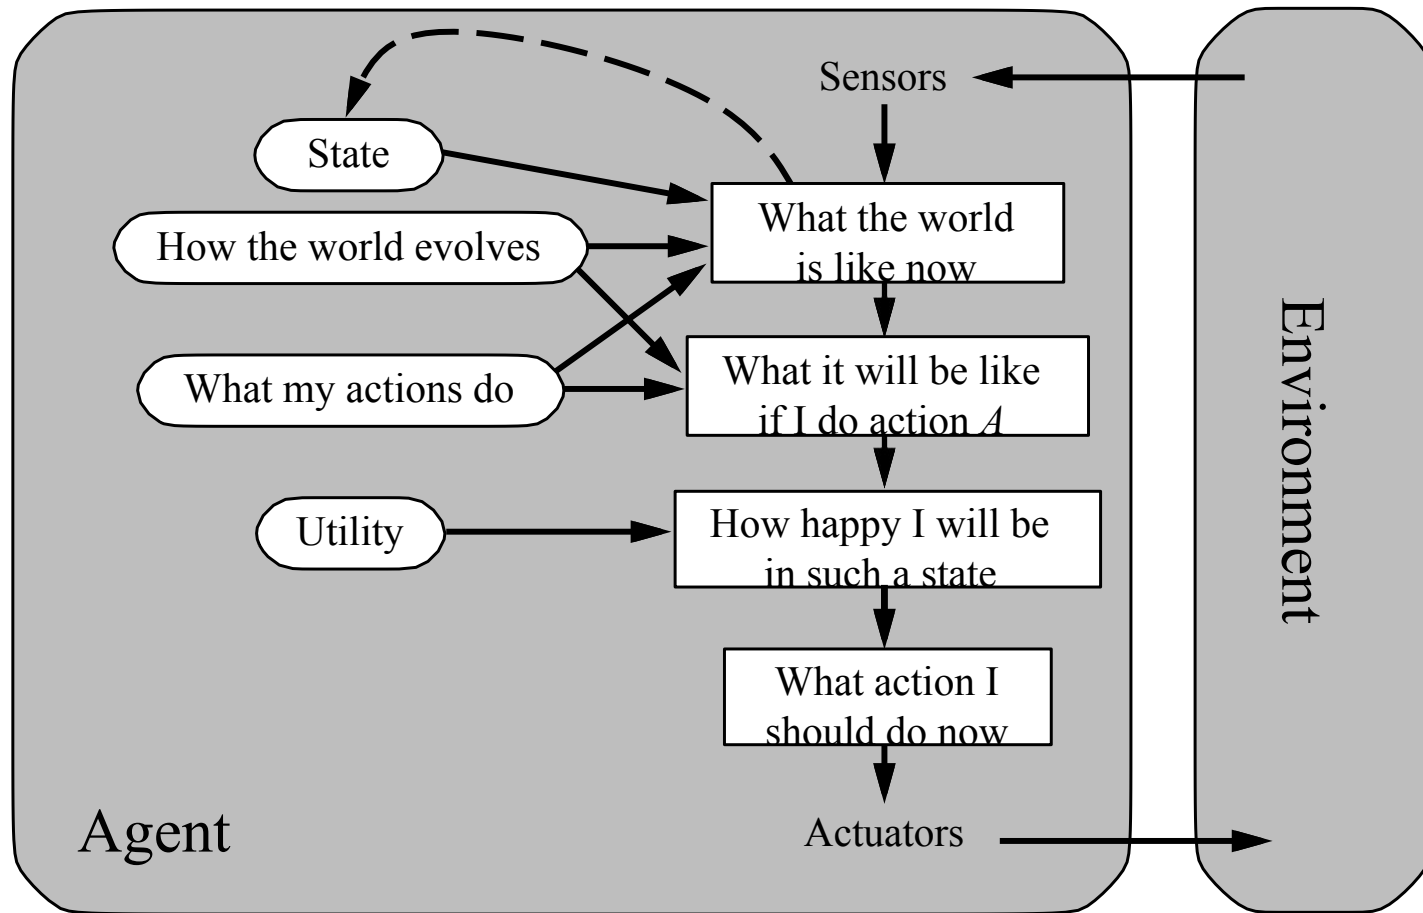 Sensors
State
What the world
is like now
How the world evolves
What it will be like
if I do action A
What my actions do
How happy I will be
in such a state
Utility
What action I
should do now
Agent
Actuators
Environment